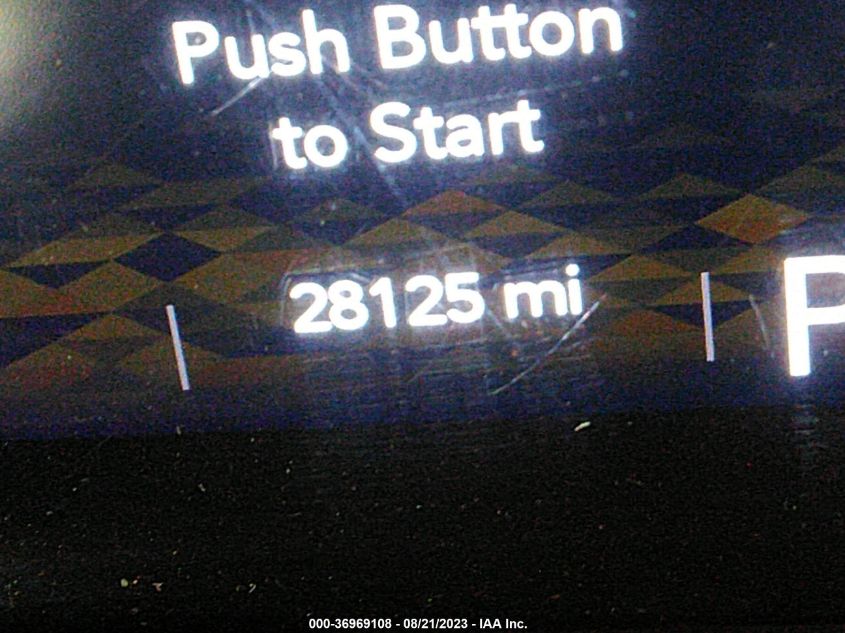 Push Button
to Start
28125 mi
P
000-36969108 - 08/21/2023 - IAA Inc.